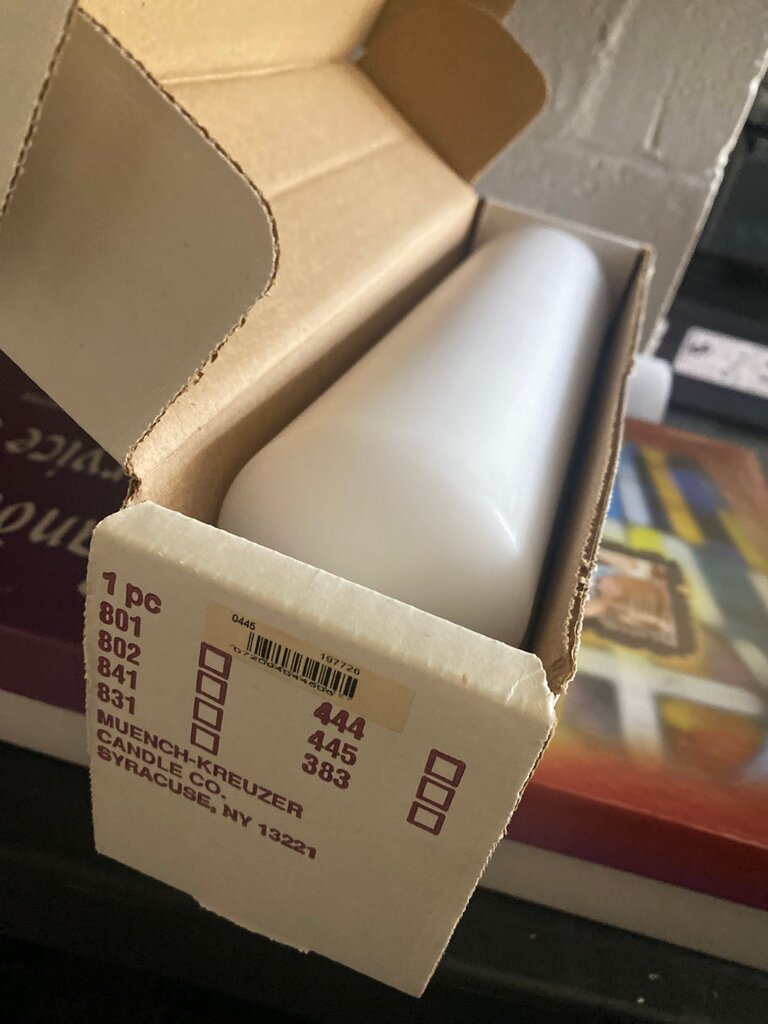 1 pc
801
802
841
831
0445
197726
444
445
383
MUENCH-KREUZER
CANDLE CO.
SYRACUSE, NY 13221